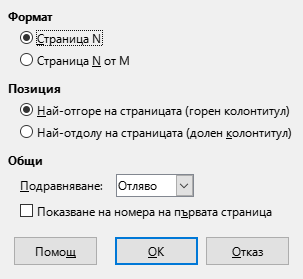 Формат
Страница N
Страница N от M
Позиция
Най-отгоре на страницата (горен колонтитул)
Най-отдолу на страницата (долен колонтитул)
Общи
Подравняване: Отляво
Показване на номера на първата страница
Помощ OK Отказ